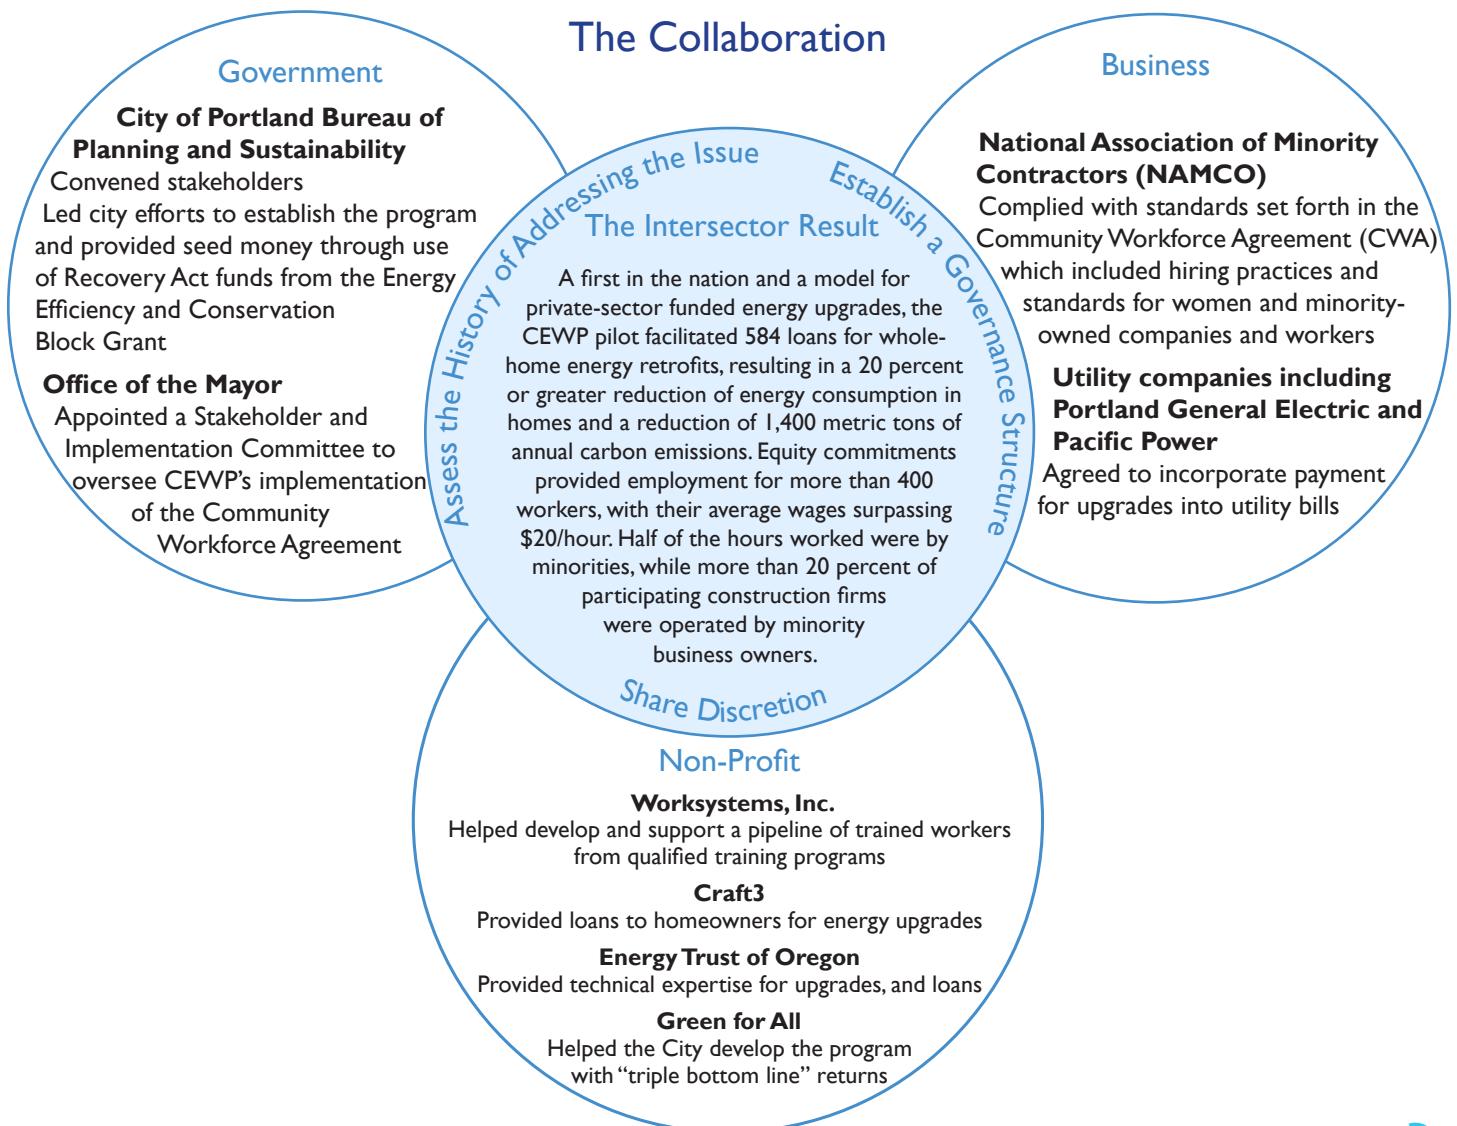 The Collaboration
Government
City of Portland Bureau of
Planning and Sustainability
Convened stakeholders
Led city efforts to establish the program
and provided seed money through use
of Recovery Act funds from the Energy
Efficiency and Conservation
Block Grant
Office of the Mayor
Appointed a Stakeholder and
Implementation Committee to
oversee CEWP’s implementation
of the Community
Workforce Agreement
Business
National Association of Minority
Contractors (NAMCO)
Complied with standards set forth in the
Community Workforce Agreement (CWA)
which included hiring practices and
standards for women and minority-
owned companies and workers
Utility companies including
Portland General Electric and
Pacific Power
Agreed to incorporate payment
for upgrades into utility bills
Assess the History of Addressing the Issue
Establish a Governance Structure
The Intersector Result
A first in the nation and a model for
private-sector funded energy upgrades, the
CEWP pilot facilitated 584 loans for whole-
home energy retrofits, resulting in a 20 percent
or greater reduction of energy consumption in
homes and a reduction of 1,400 metric tons of
annual carbon emissions. Equity commitments
provided employment for more than 400
workers, with their average wages surpassing
$20/hour. Half of the hours worked were by
minorities, while more than 20 percent of
participating construction firms
were operated by minority
business owners.
Share Discretion
Non-Profit
Worksystems, Inc.
Helped develop and support a pipeline of trained workers
from qualified training programs
Craft3
Provided loans to homeowners for energy upgrades
Energy Trust of Oregon
Provided technical expertise for upgrades, and loans
Green for All
Helped the City develop the program
with “triple bottom line” returns